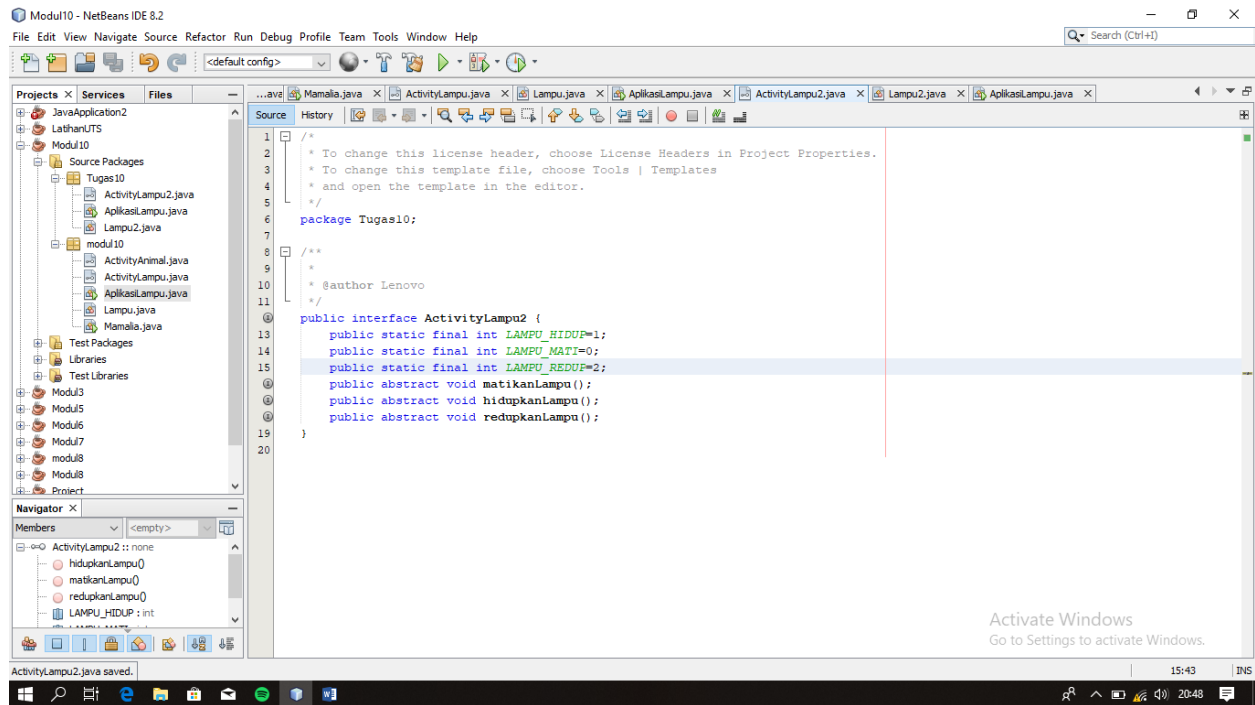 Modul10 - NetBeans IDE 8.2
File Edit View Navigate Source Refactor Run Debug Profile Team Tools Window Help
Search (Ctrl+I)
<default config>
Projects Services Files
...ava Mamalia.java ActivityLampu.java Lampu.java AplikasiLampu.java ActivityLampu2.java Lampu2.java AplikasiLampu.java
Source History
JavaApplication2
LatihanUTS
Modul10
Source Packages
Tugas10
ActivityLampu2.java
AplikasiLampu.java
Lampu2.java
modul10
ActivityAnimal.java
ActivityLampu.java
AplikasiLampu.java
Lampu.java
Mamalia.java
Test Packages
Libraries
Test Libraries
Modul3
Modul5
Modul6
Modul7
modul8
Modul8
Project
1 /*
2 * To change this license header, choose License Headers in Project Properties.
3 * To change this template file, choose Tools | Templates
4 * and open the template in the editor.
5 */
6 package Tugas10;
7
8 /**
9 *
10 * @author Lenovo
11 */
public interface ActivityLampu2 {
13 public static final int LAMPU_HIDUP=1;
14 public static final int LAMPU_MATI=0;
15 public static final int LAMPU_REDUP=2;
public abstract void matikanLampu();
public abstract void hidupkanLampu();
public abstract void redupkanLampu();
19 }
20
Navigator
Members <empty>
ActivityLampu2 :: none
hidupkanLampu()
matikanLampu()
redupkanLampu()
LAMPU_HIDUP : int
Activate Windows
Go to Settings to activate Windows.
ActivityLampu2.java saved.
15:43 INS
20:48